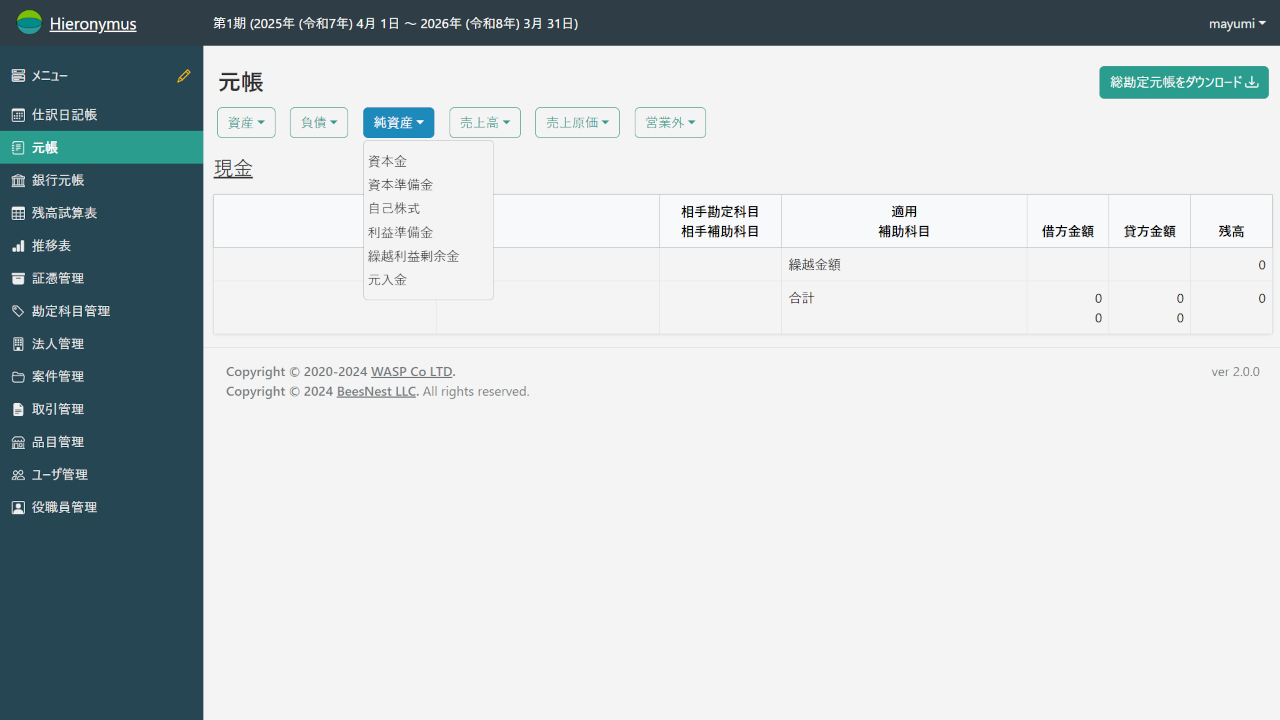 Hieronymus
第1期 (2025年 (令和7年) 4月 1日 〜 2026年 (令和8年) 3月 31日)
mayumi
メニュー
仕訳日記帳
元帳
銀行元帳
残高試算表
推移表
証憑管理
勘定科目管理
法人管理
案件管理
取引管理
品目管理
ユーザ管理
役職員管理
元帳
総勘定元帳をダウンロード
資産
負債
純資産
売上高
売上原価
営業外
資本金
資本準備金
自己株式
利益準備金
繰越利益剰余金
元入金
現金
相手勘定科目
相手補助科目
適用
補助科目
借方金額
貸方金額
残高
繰越金額
0
合計
0
0
0
0
0
Copyright © 2020-2024 WASP Co LTD.
Copyright © 2024 BeesNest LLC. All rights reserved.
ver 2.0.0